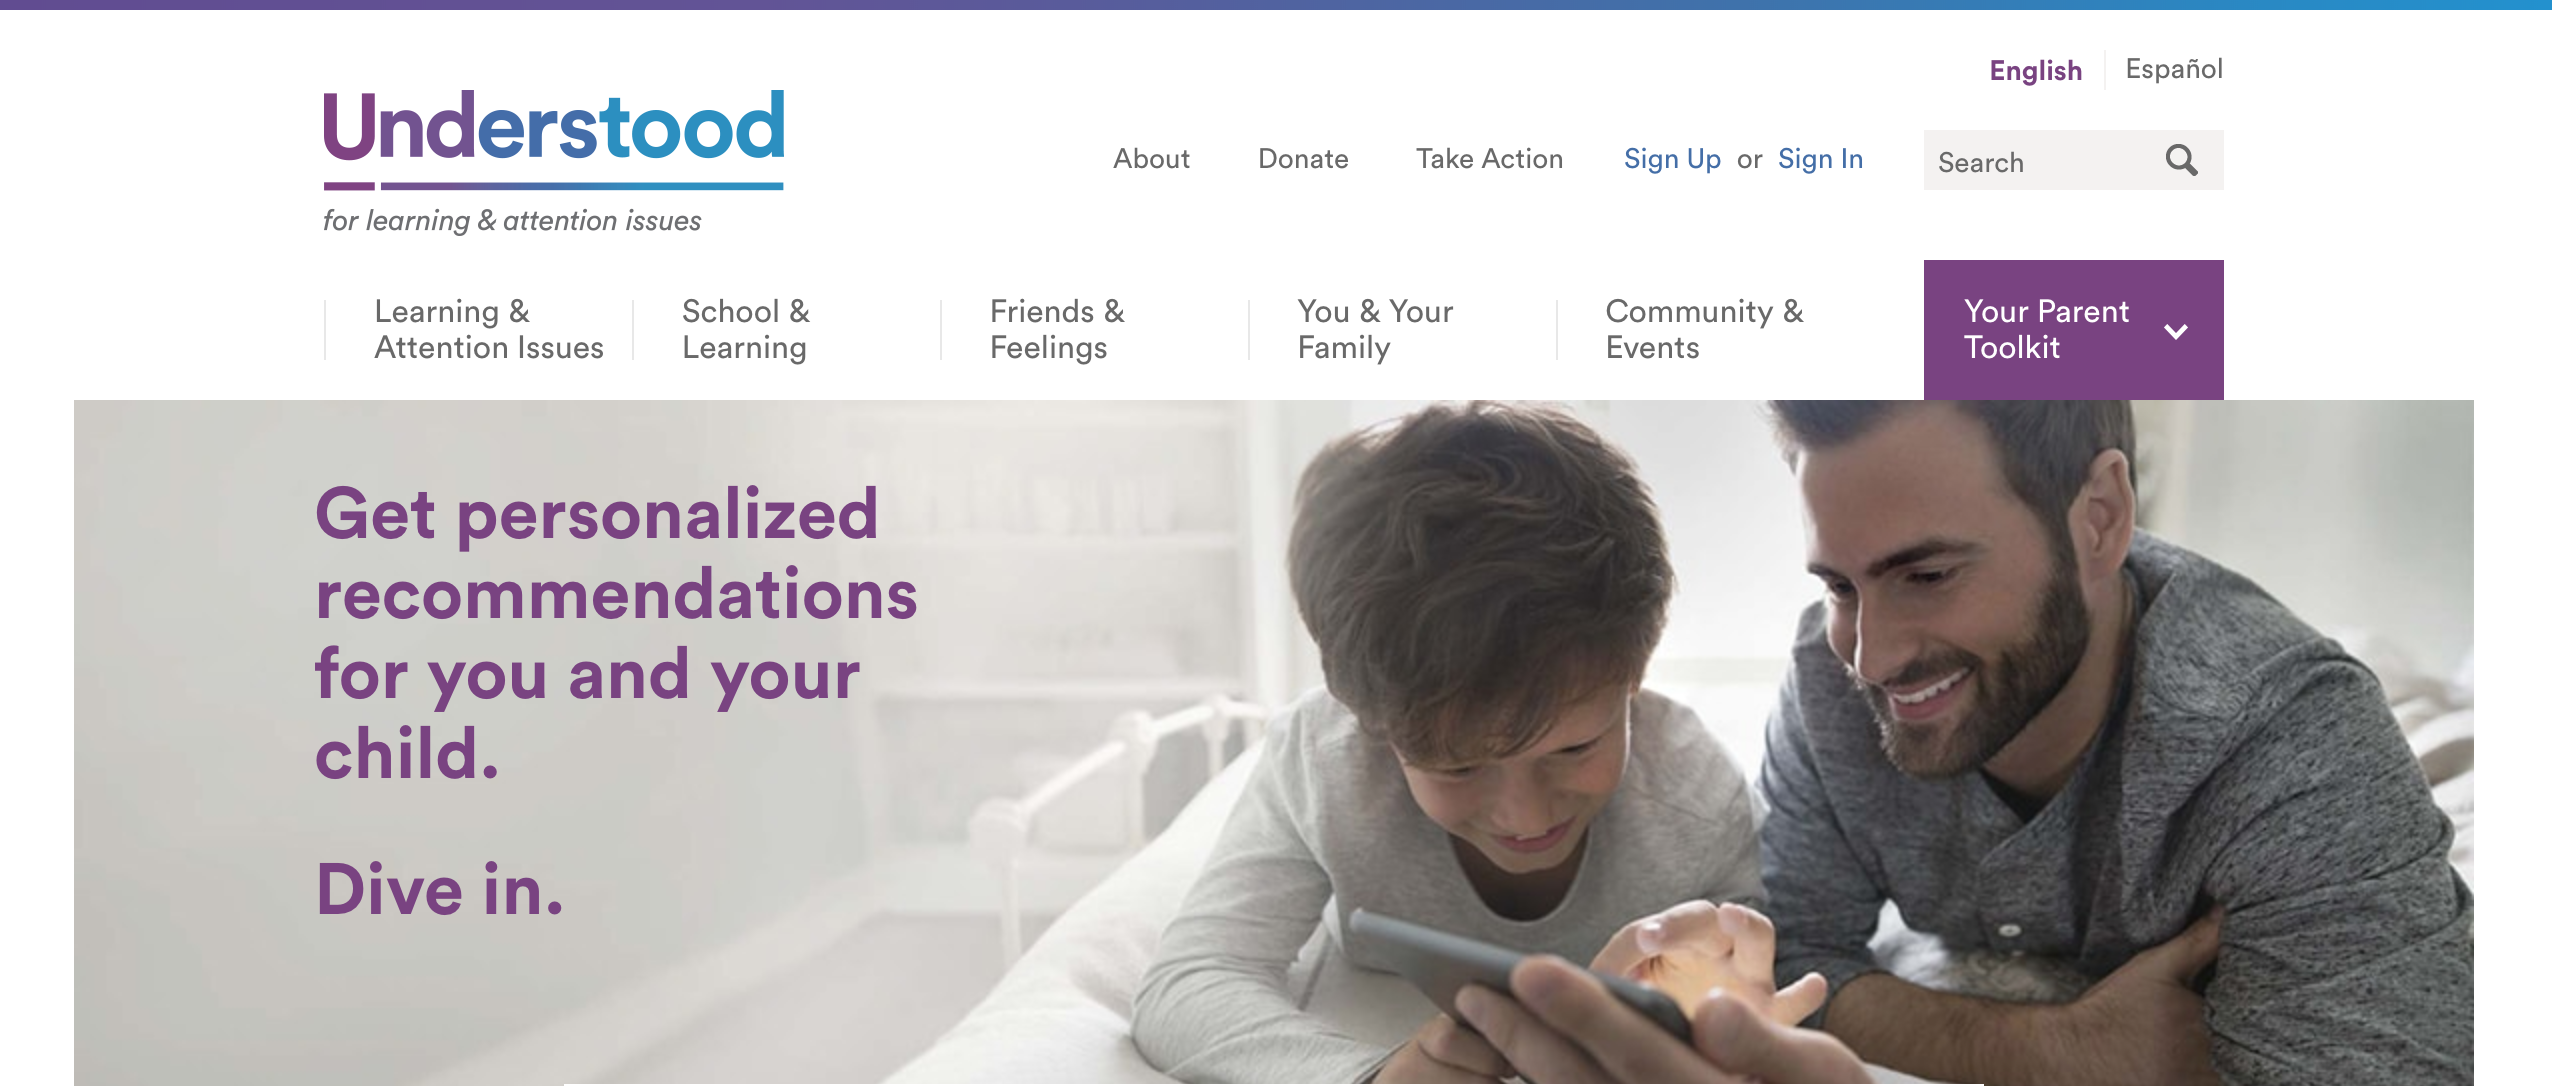 English
Español
Understood
for learning & attention issues
About
Donate
Take Action
Sign Up or Sign In
Search
Learning &
Attention Issues
School &
Learning
Friends &
Feelings
You & Your
Family
Community &
Events
Your Parent
Toolkit
Get personalized
recommendations
for you and your
child.
Dive in.